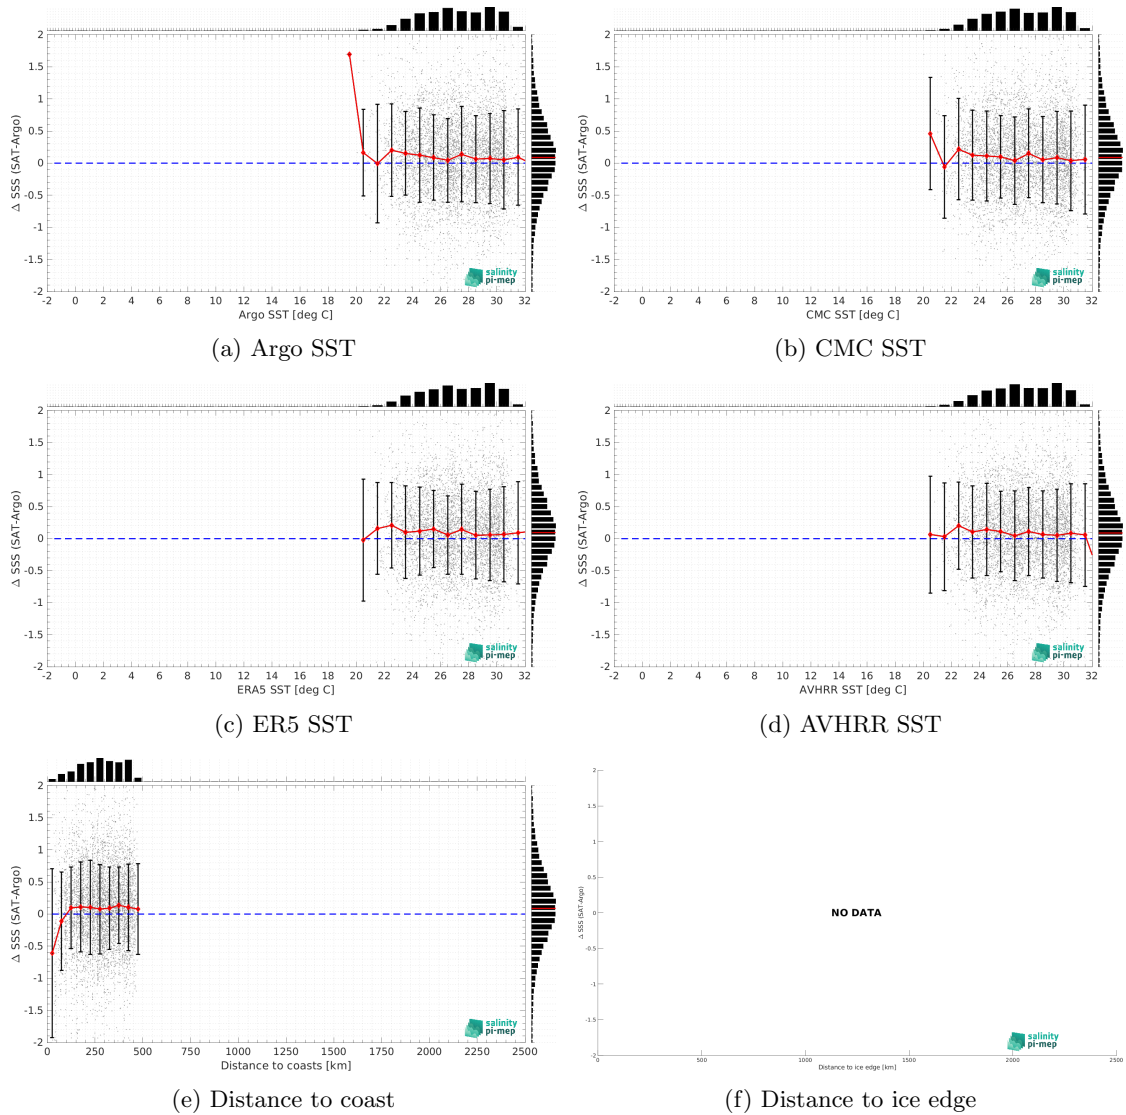 2
1.5
1
0.5
0
-0.5
-1
-1.5
-2
Δ SSS (SAT-Argo)
-2 0 2 4 6 8 10 12 14 16 18 20 22 24 26 28 30 32
Argo SST [deg C]
salinity
pi-mep
(a) Argo SST
2
1.5
1
0.5
0
-0.5
-1
-1.5
-2
Δ SSS (SAT-Argo)
-2 0 2 4 6 8 10 12 14 16 18 20 22 24 26 28 30 32
CMC SST [deg C]
salinity
pi-mep
(b) CMC SST
2
1.5
1
0.5
0
-0.5
-1
-1.5
-2
Δ SSS (SAT-Argo)
-2 0 2 4 6 8 10 12 14 16 18 20 22 24 26 28 30 32
ERA5 SST [deg C]
salinity
pi-mep
(c) ER5 SST
2
1.5
1
0.5
0
-0.5
-1
-1.5
-2
Δ SSS (SAT-Argo)
-2 0 2 4 6 8 10 12 14 16 18 20 22 24 26 28 30 32
AVHRR SST [deg C]
salinity
pi-mep
(d) AVHRR SST
2
1.5
1
0.5
0
-0.5
-1
-1.5
-2
Δ SSS (SAT-Argo)
0 250 500 750 1000 1250 1500 1750 2000 2250 2500
Distance to coasts [km]
salinity
pi-mep
(e) Distance to coast
2
1.5
1
0.5
0
-0.5
-1
-1.5
-2
Δ SSS (SAT-Argo)
NO DATA
0 500 1000 1500 2000 2500
Distance to ice edge [km]
salinity
pi-mep
(f) Distance to ice edge